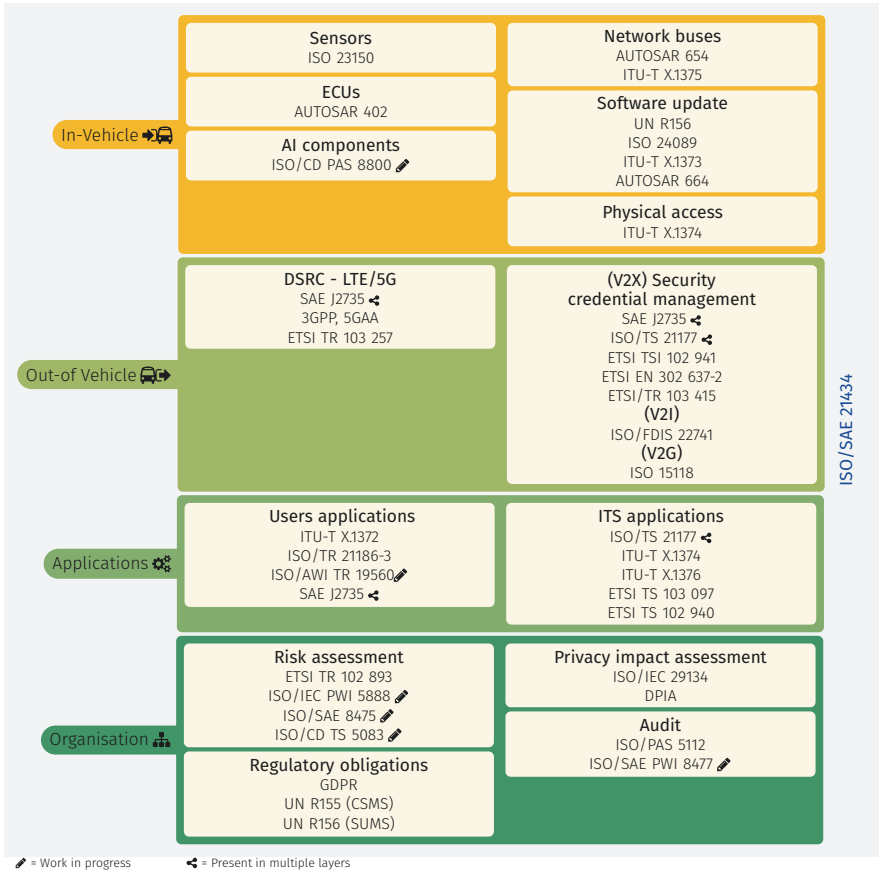 In-Vehicle
Sensors
ISO 23150
ECUs
AUTOSAR 402
AI components
ISO/CD PAS 8800
Network buses
AUTOSAR 654
ITU-T X.1375
Software update
UN R156
ISO 24089
ITU-T X.1373
AUTOSAR 664
Physical access
ITU-T X.1374
Out-of Vehicle
DSRC - LTE/5G
SAE J2735
3GPP, 5GAA
ETSI TR 103 257
(V2X) Security
credential management
SAE J2735
ISO/TS 21177
ETSI TSI 102 941
ETSI EN 302 637-2
ETSI/TR 103 415
(V2I)
ISO/FDIS 22741
(V2G)
ISO 15118
Applications
Users applications
ITU-T X.1372
ISO/TR 21186-3
ISO/AWI TR 19560
SAE J2735
ITS applications
ISO/TS 21177
ITU-T X.1374
ITU-T X.1376
ETSI TS 103 097
ETSI TS 102 940
Organisation
Risk assessment
ETSI TR 102 893
ISO/IEC PWI 5888
ISO/SAE 8475
ISO/CD TS 5083
Regulatory obligations
GDPR
UN R155 (CSMS)
UN R156 (SUMS)
Privacy impact assessment
ISO/IEC 29134
DPIA
Audit
ISO/PAS 5112
ISO/SAE PWI 8477
ISO/SAE 21434
= Work in progress
= Present in multiple layers